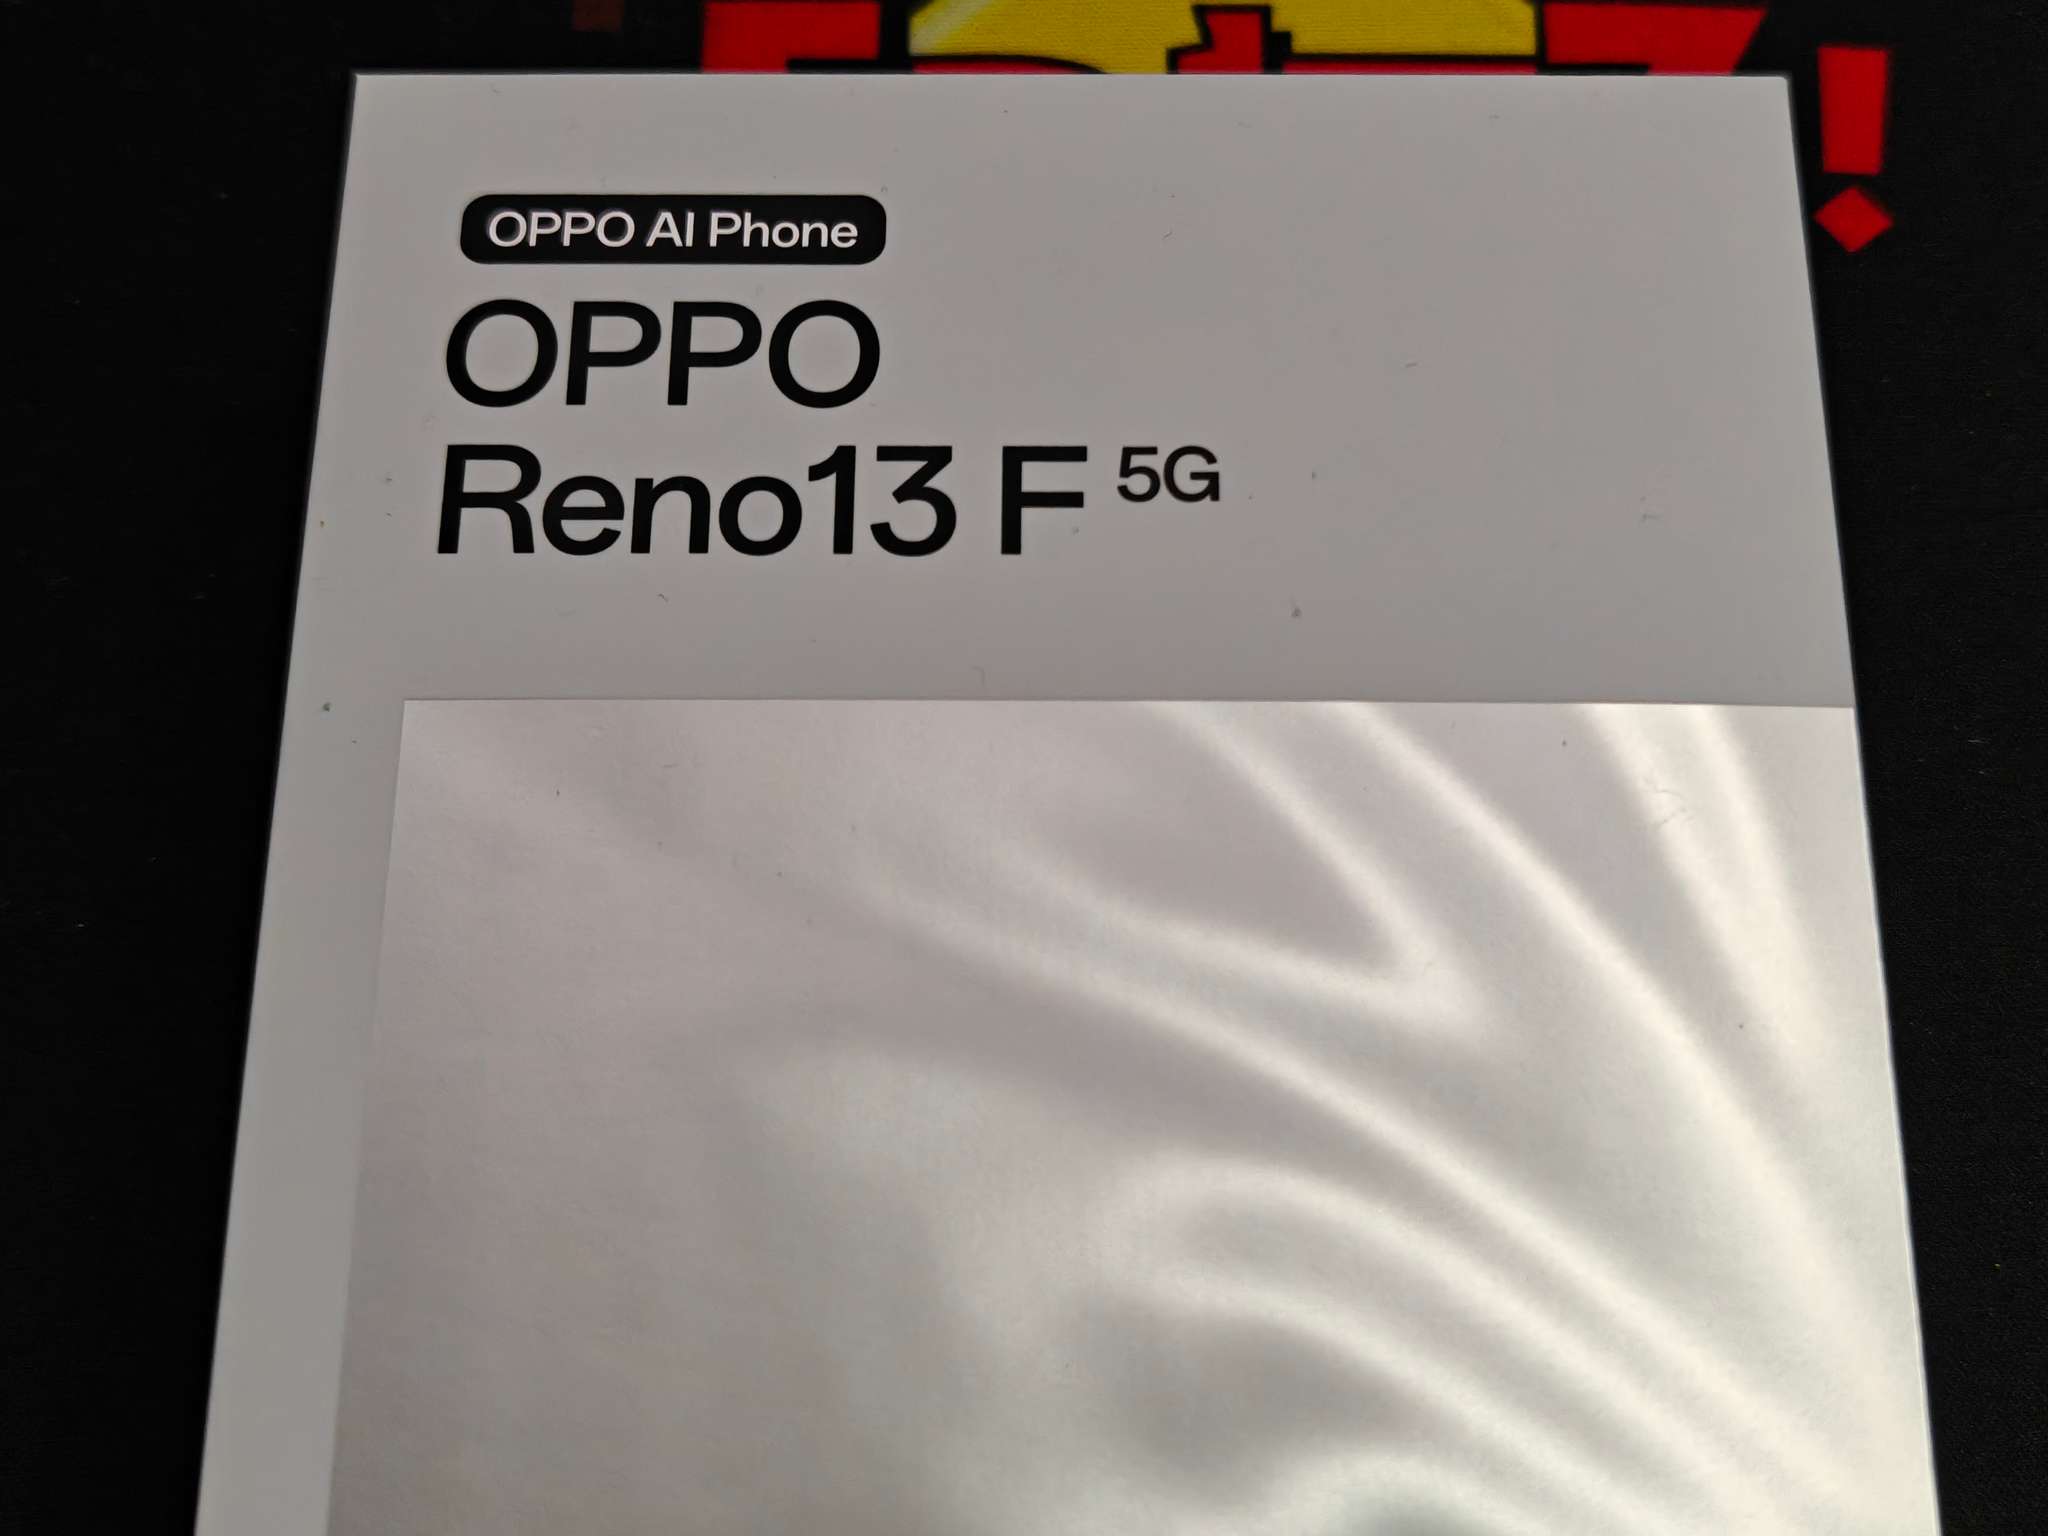 OPPO AI Phone
OPPO
Reno13 F 5G